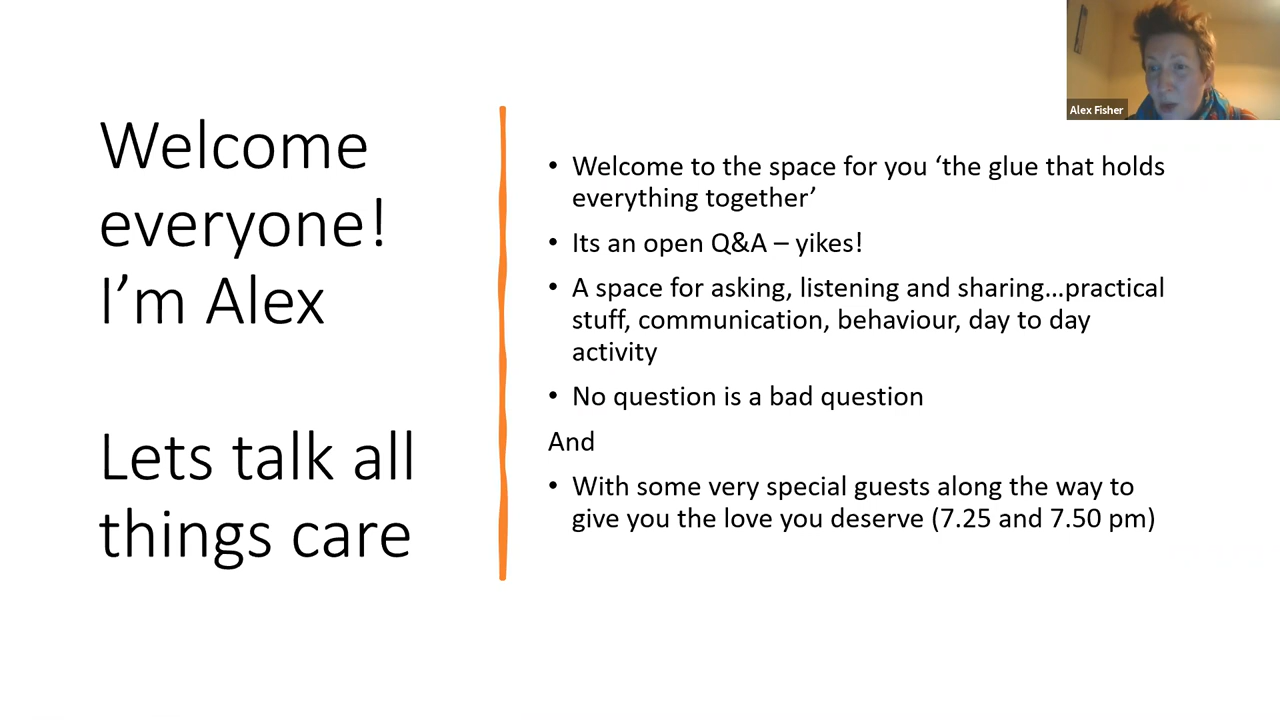 Alex Fisher
Welcome
everyone!
I’m Alex
Lets talk all
things care
• Welcome to the space for you ‘the glue that holds
everything together’
• Its an open Q&A – yikes!
• A space for asking, listening and sharing…practical
stuff, communication, behaviour, day to day
activity
• No question is a bad question
And
• With some very special guests along the way to
give you the love you deserve (7.25 and 7.50 pm)